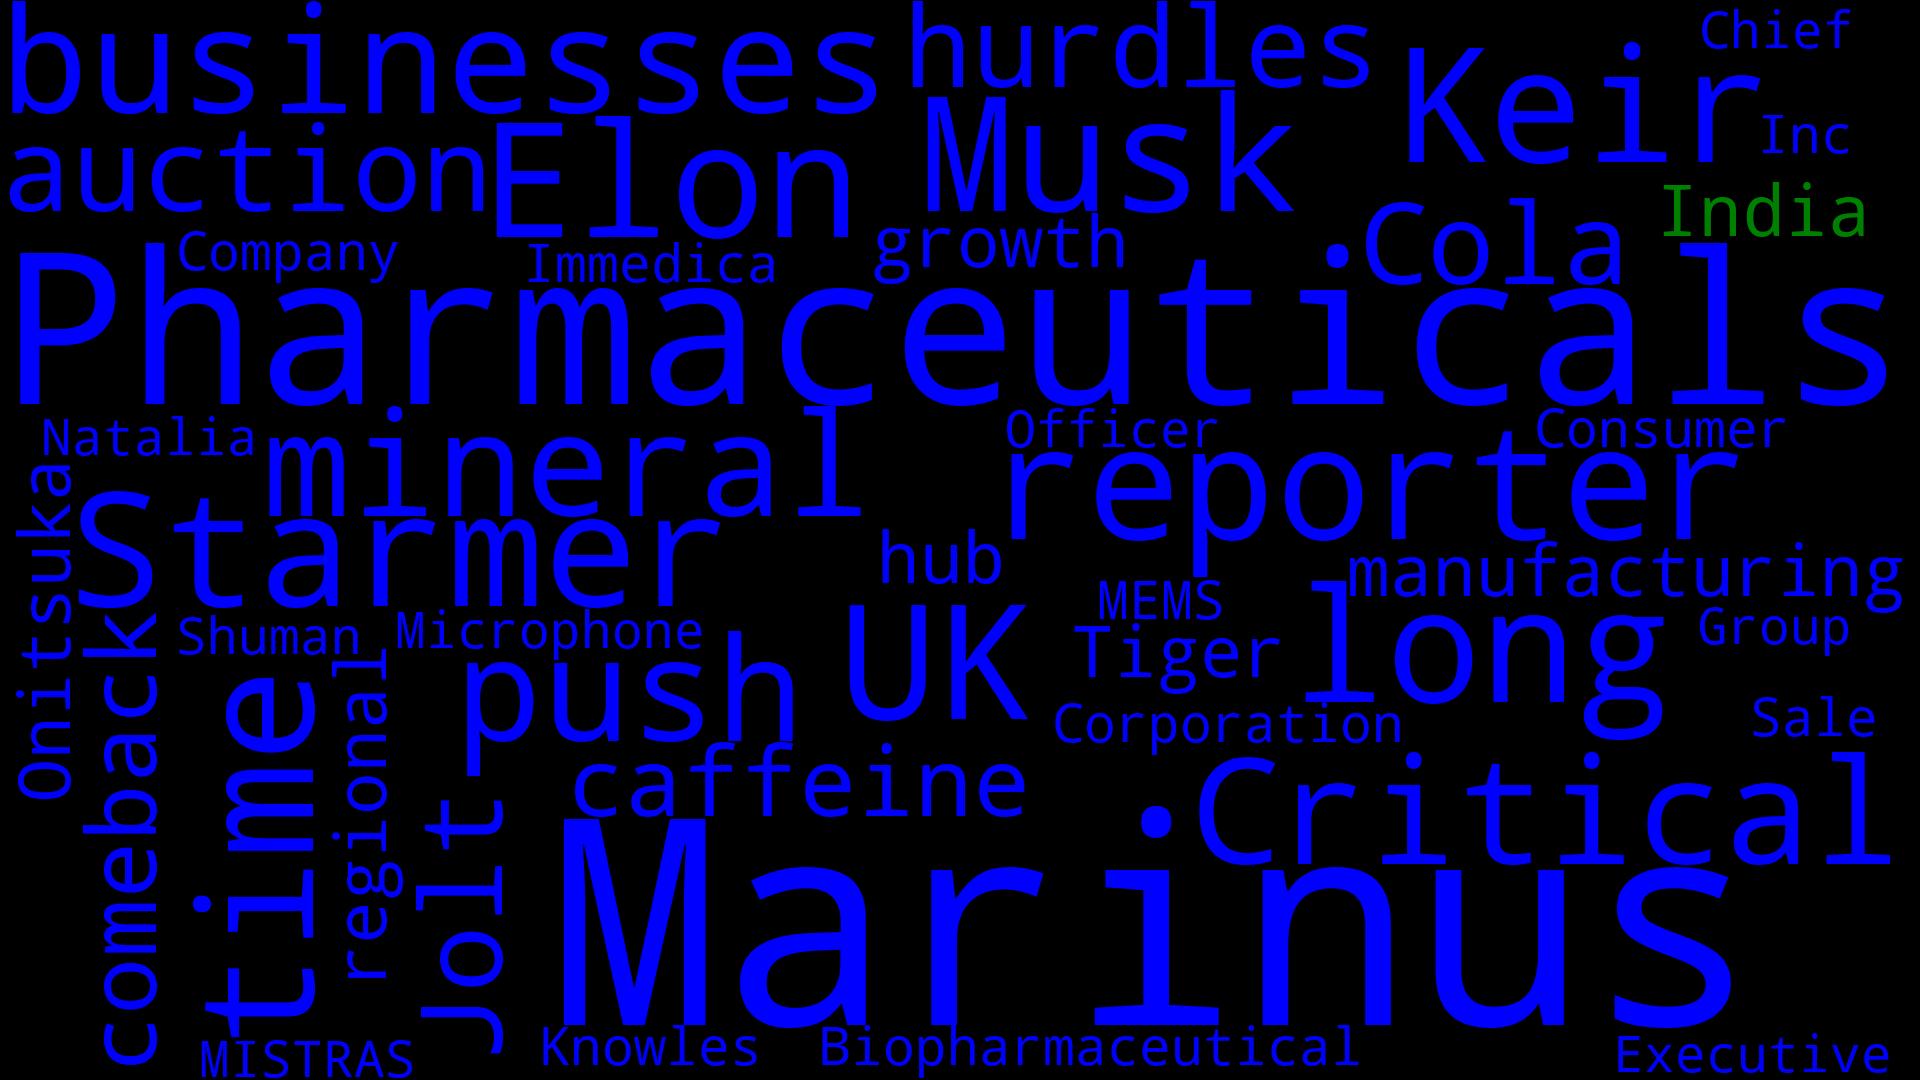 businesses
hurdles
Chief
Keir
auction
Elon
Musk
Inc
India
Cola
Company
Immedica
growth
Pharmaceuticals
Natalia
mineral
Officer
Consumer
reporter
Onitsuka
Starmer
hub
manufacturing
MEMS
Shuman
Microphone
UK
Tiger
long
Group
comeback
time
regional
push
Corporation
Sale
caffeine
Critical
Jolt
Marinus
MISTRAS
Knowles
Biopharmaceutical
Executive